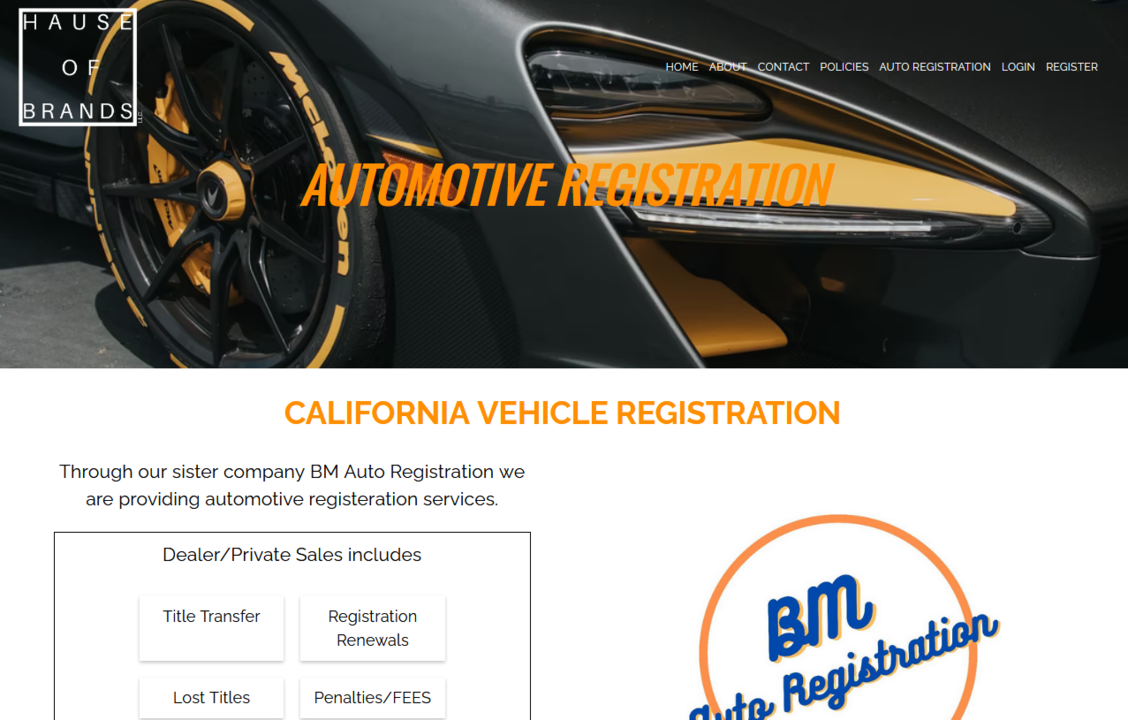 HAUSE
OF
BRANDS
LLC
HOME ABOUT CONTACT POLICIES AUTO REGISTRATION LOGIN REGISTER
McLaren
AUTOMOTIVE REGISTRATION
CALIFORNIA VEHICLE REGISTRATION
Through our sister company BM Auto Registration we
are providing automotive registeration services.
Dealer/Private Sales includes
Title Transfer
Registration
Renewals
Lost Titles
Penalties/FEES
BM
Auto Registration